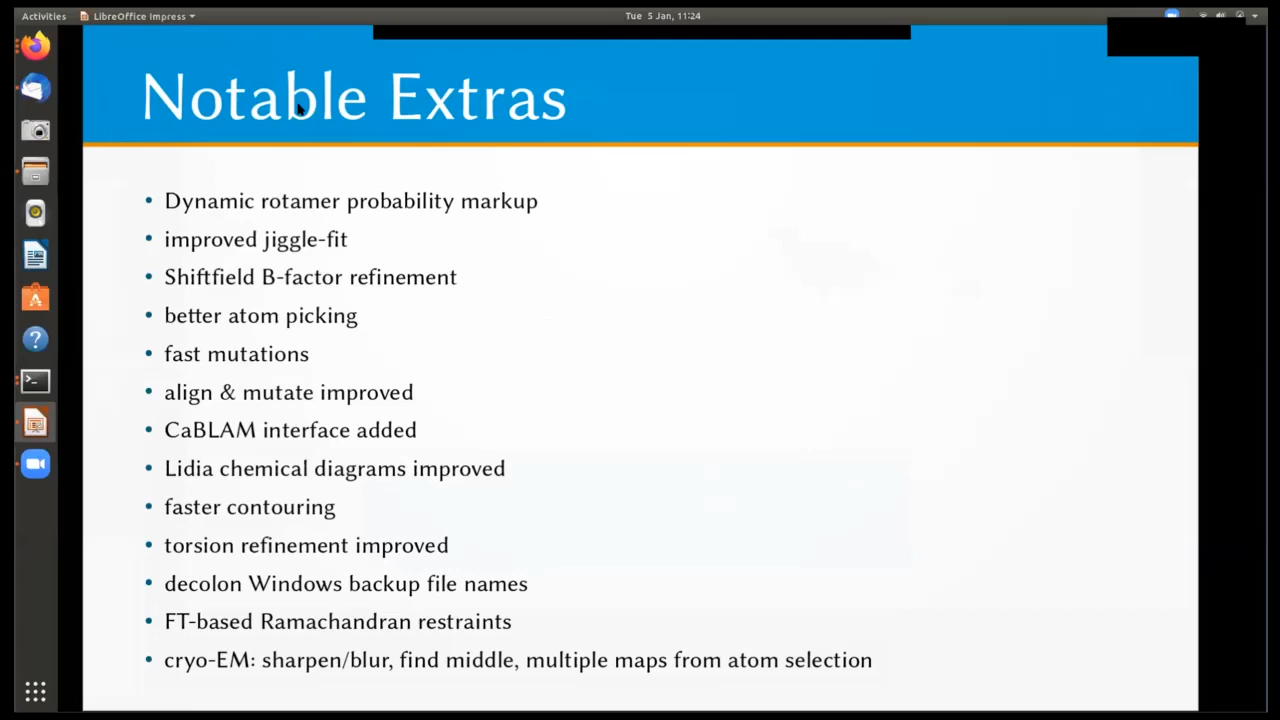 Activities
LibreOffice Impress
Tue 5 Jan, 11:24
Notable Extras
• Dynamic rotamer probability markup
• improved jiggle-fit
• Shiftfield B-factor refinement
• better atom picking
• fast mutations
• align & mutate improved
• CaBLAM interface added
• Lidia chemical diagrams improved
• faster contouring
• torsion refinement improved
• decolon Windows backup file names
• FT-based Ramachandran restraints
• cryo-EM: sharpen/blur, find middle, multiple maps from atom selection